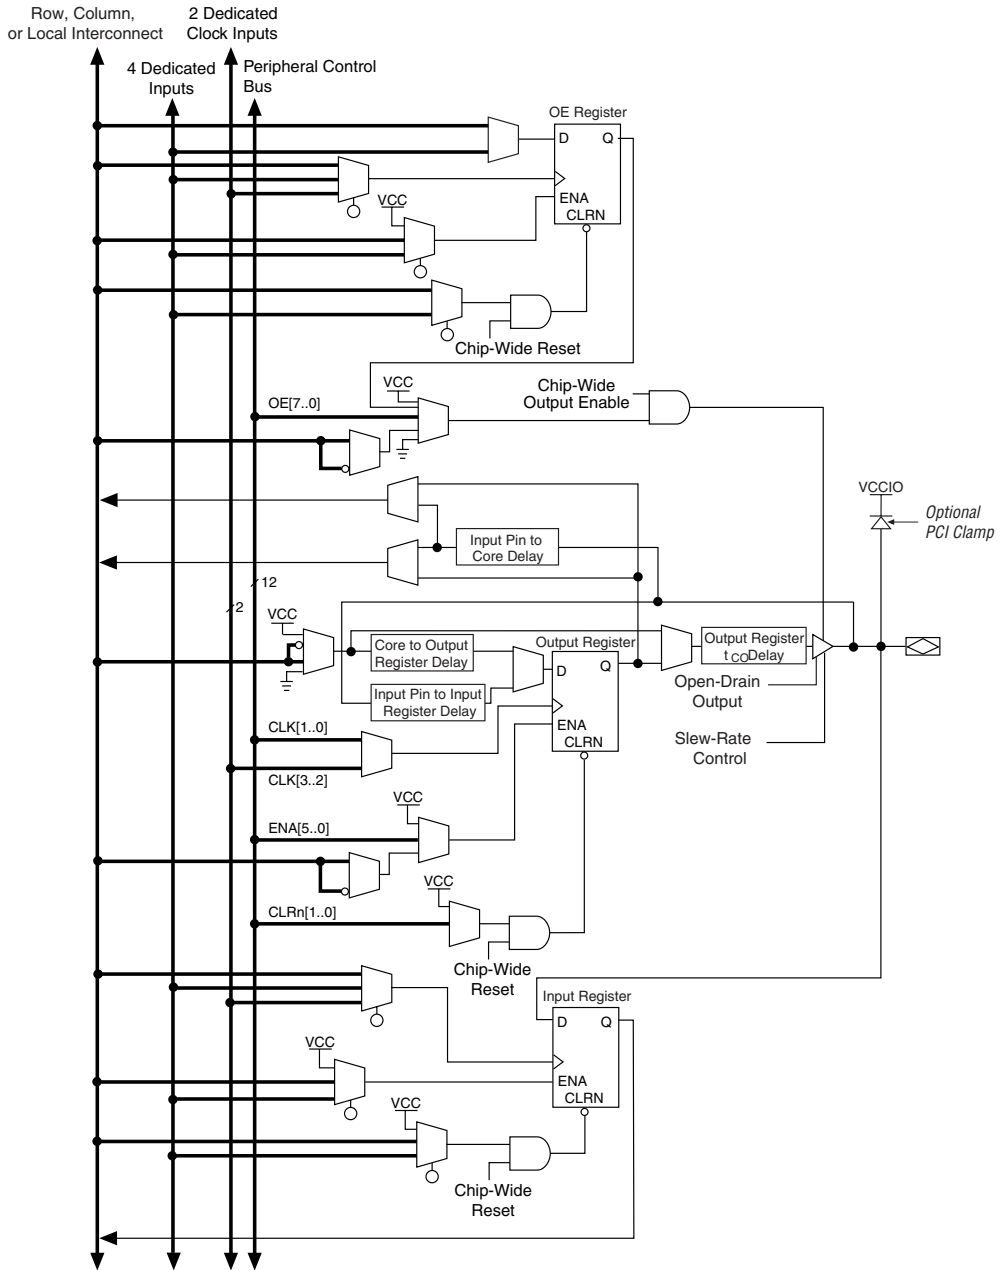 Row, Column,
or Local Interconnect
2 Dedicated
Clock Inputs
4 Dedicated
Inputs
Peripheral Control
Bus
OE Register
D
Q
ENA
CLRN
VCC
Chip-Wide Reset
VCC
OE[7..0]
Chip-Wide
Output Enable
VCCIO
Optional
PCI Clamp
Input Pin to
Core Delay
12
2
VCC
Core to Output
Register Delay
Input Pin to Input
Register Delay
Output Register
D
Q
ENA
CLRN
Output Register
tCO Delay
Open-Drain
Output
Slew-Rate
Control
CLK[1..0]
CLK[3..2]
VCC
ENA[5..0]
VCC
CLRn[1..0]
Chip-Wide
Reset
Input Register
D
Q
ENA
CLRN
VCC
VCC
Chip-Wide
Reset